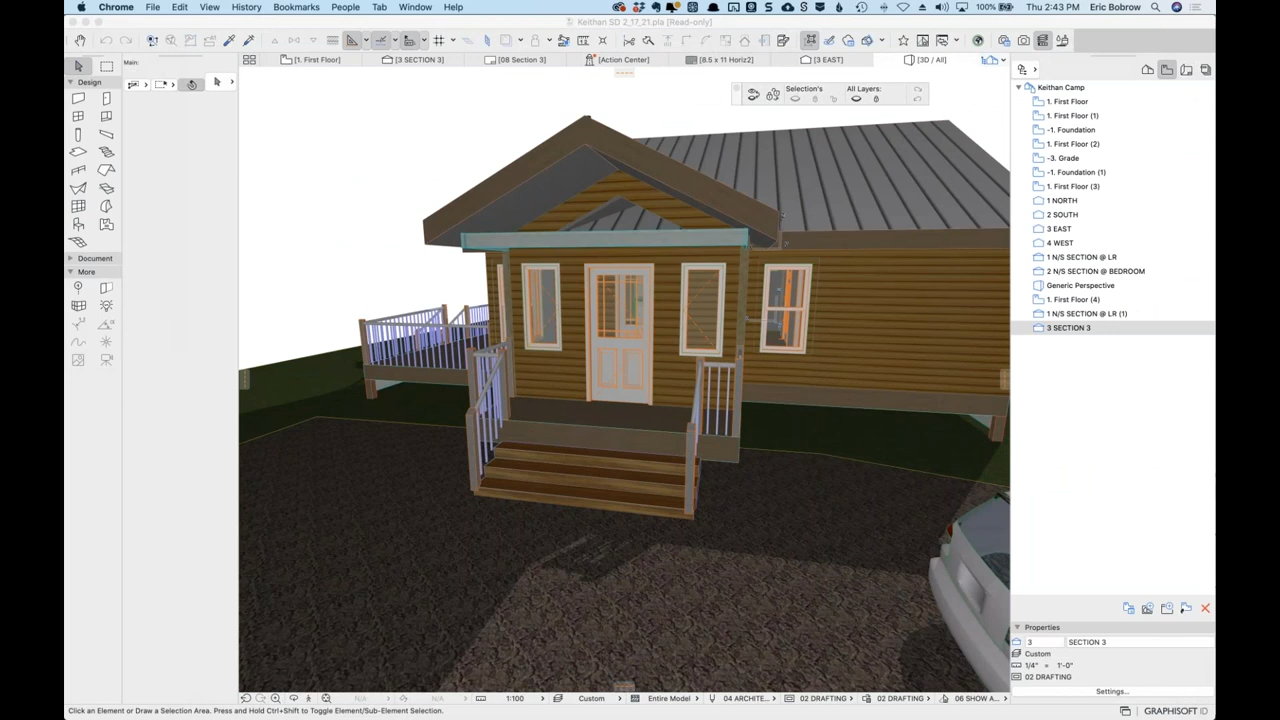 Chrome File Edit View History Bookmarks People Tab Window Help 100% Thu 2:43 PM Eric Bobrow
Keithan SD 2_17_21.pla [Read-only]
Main: [1. First Floor] [3 SECTION 3] [08 Section 3] [Action Center] [8.5 x 11 Horiz2] [3 EAST] [3D / All]
Design
Selection's All Layers:
Keithan Camp
1. First Floor
1. First Floor (1)
-1. Foundation
1. First Floor (2)
-3. Grade
-1. Foundation (1)
1. First Floor (3)
1 NORTH
2 SOUTH
3 EAST
4 WEST
1 N/S SECTION @ LR
2 N/S SECTION @ BEDROOM
Generic Perspective
1. First Floor (4)
1 N/S SECTION @ LR (1)
3 SECTION 3
Document
More
Properties
3 SECTION 3
Custom
1/4" = 1'-0"
02 DRAFTING
Settings...
N/A N/A 1:100 Custom Entire Model 04 ARCHITE... 02 DRAFTING 02 DRAFTING 06 SHOW A...
Click an Element or Draw a Selection Area. Press and Hold Ctrl+Shift to Toggle Element/Sub-Element Selection. GRAPHISOFT ID